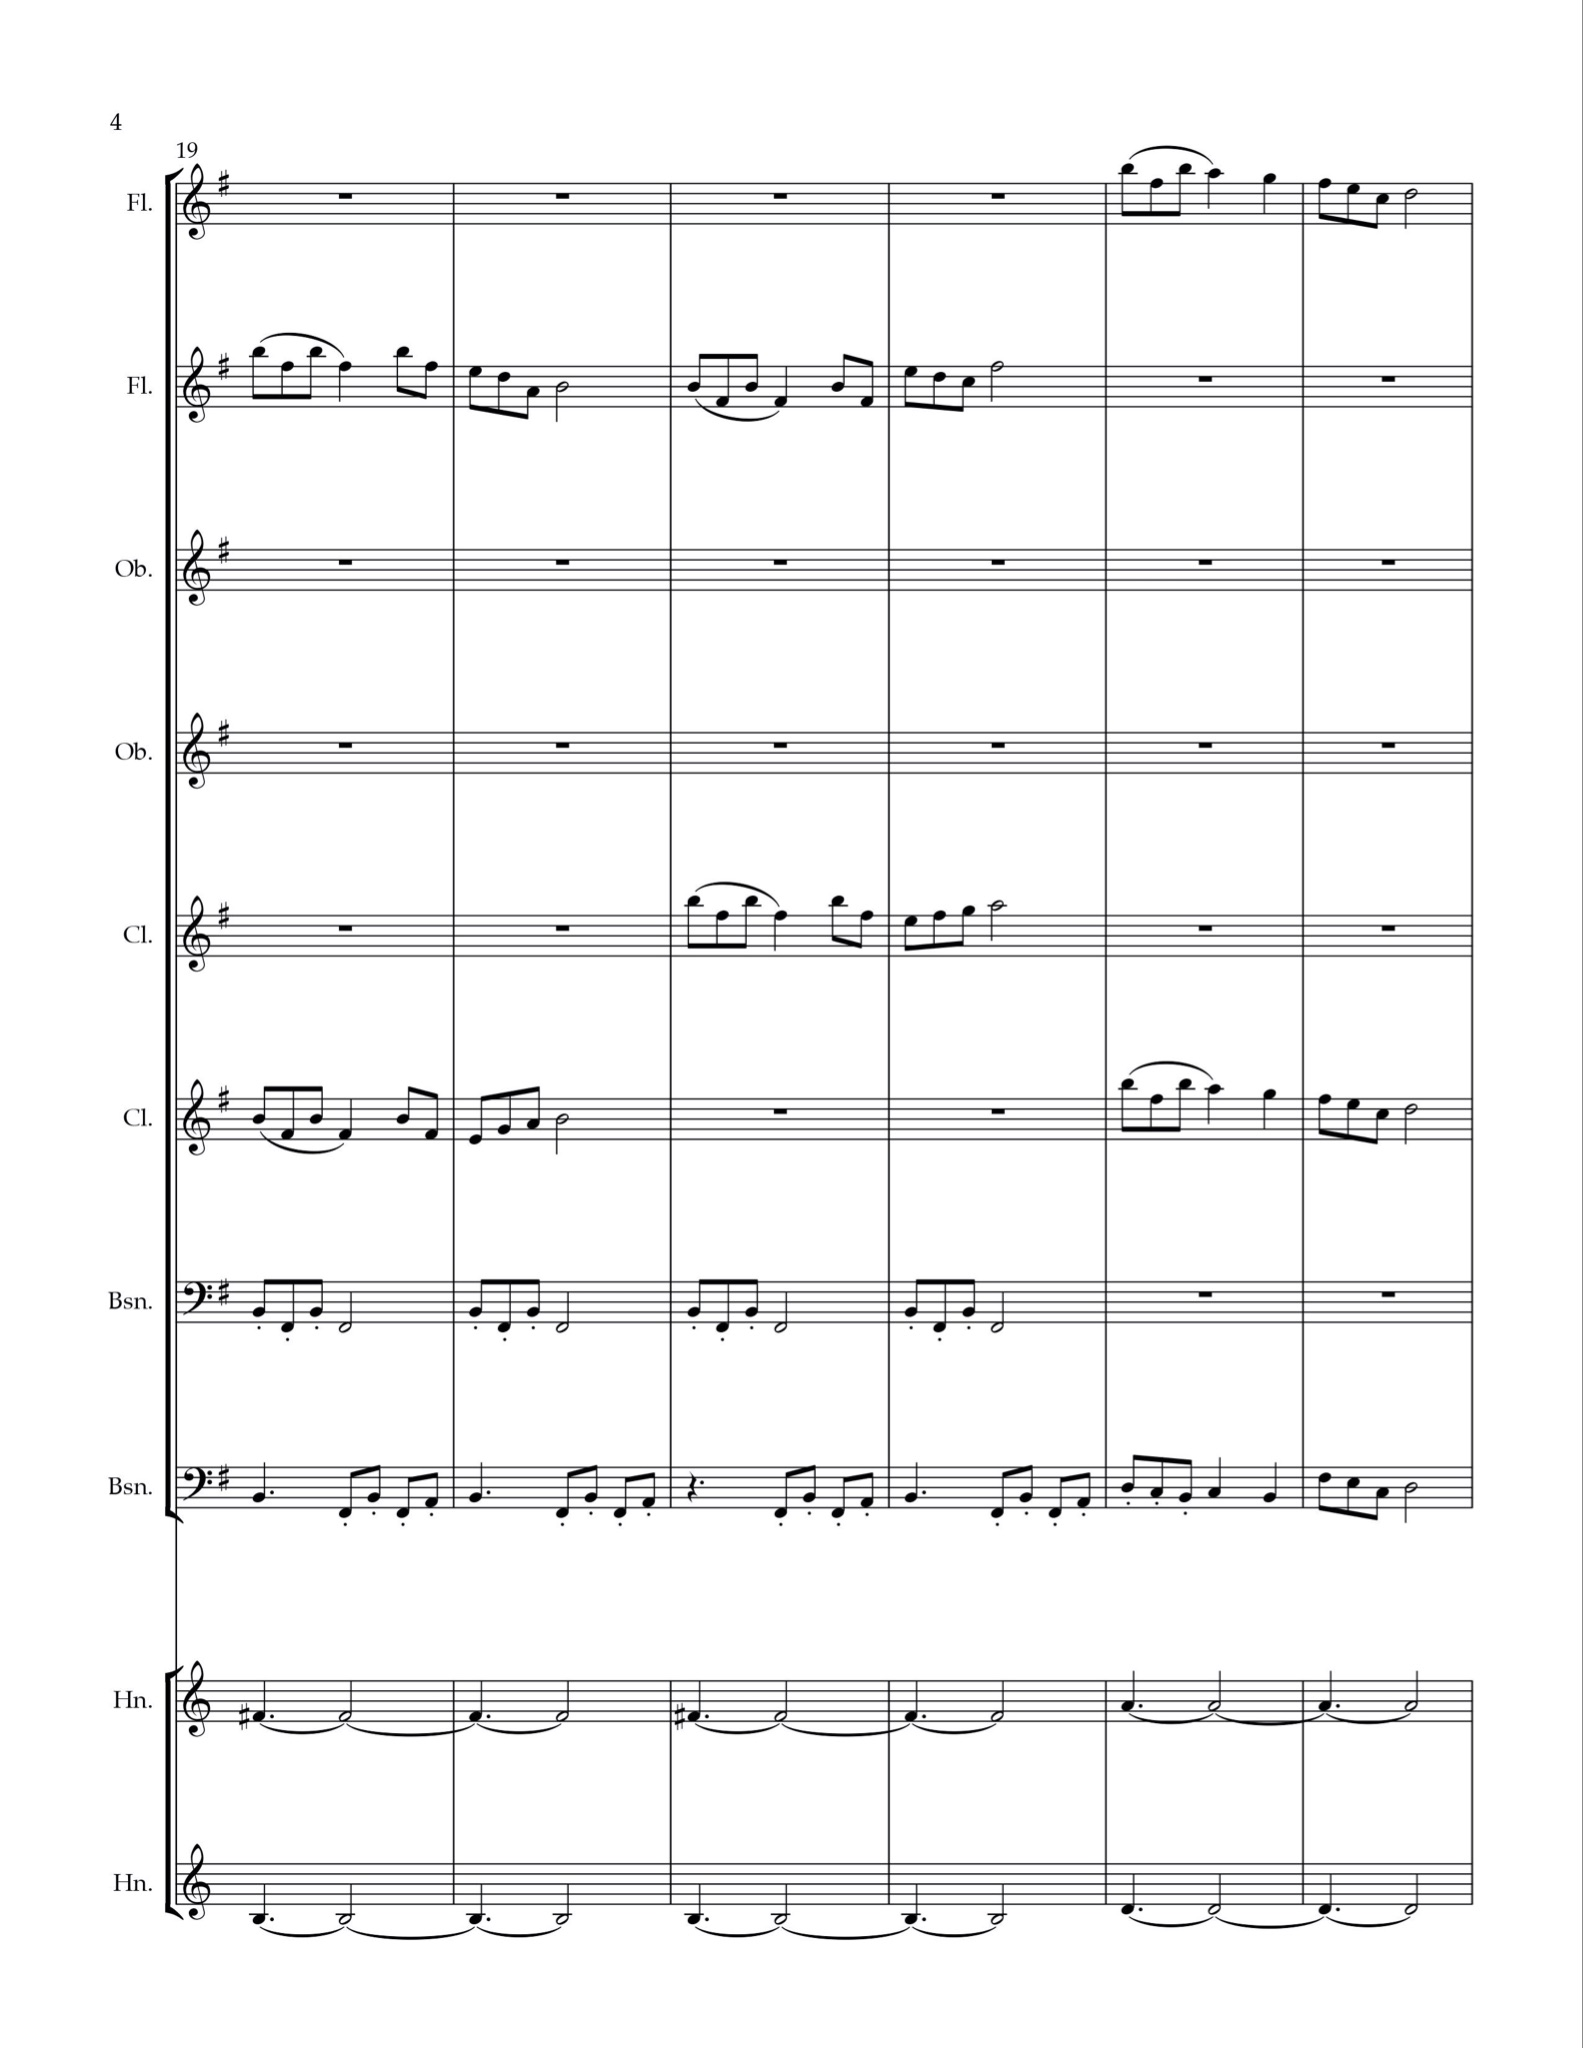 4
19
Fl.
Fl.
Ob.
Ob.
Cl.
Cl.
Bsn.
Bsn.
Hn.
Hn.